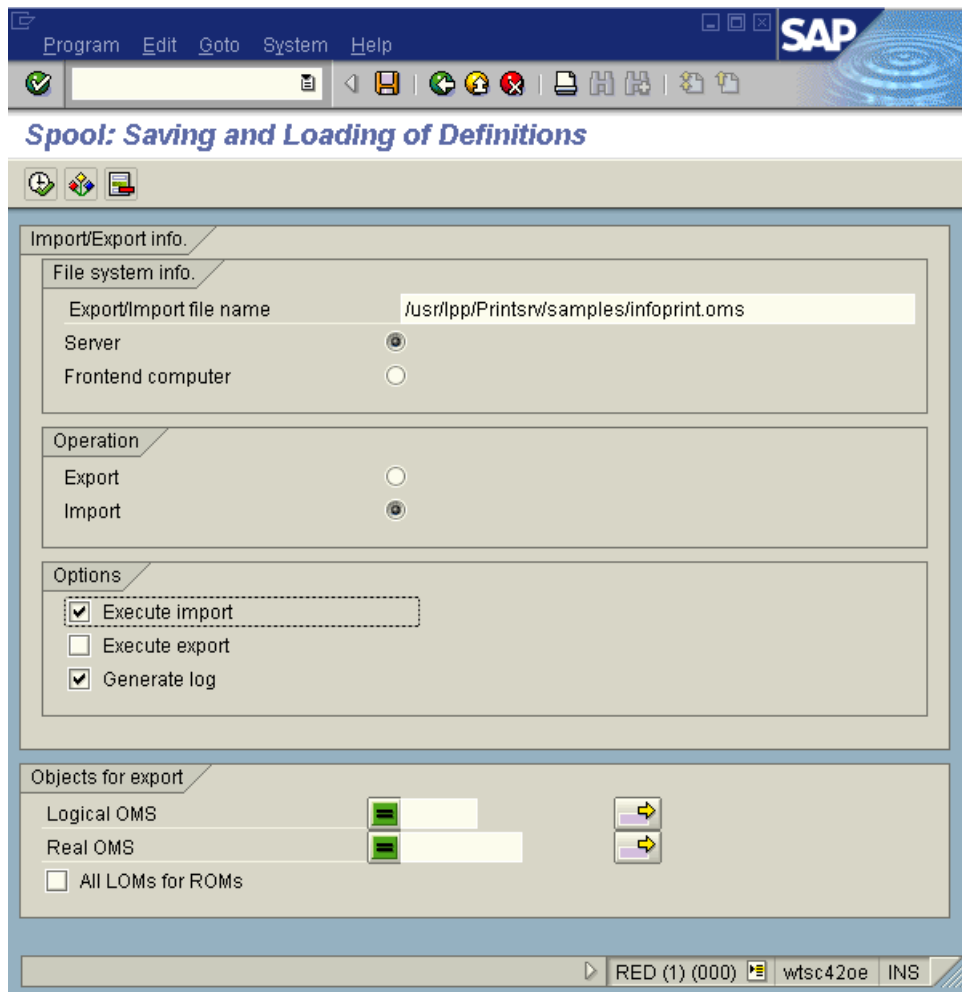 Program Edit Goto System Help
SAP
Spool: Saving and Loading of Definitions
Import/Export info.
File system info.
Export/Import file name /usr/lpp/Printsrv/samples/infoprint.oms
Server
Frontend computer
Operation
Export
Import
Options
Execute import
Execute export
Generate log
Objects for export
Logical OMS
Real OMS
All LOMs for ROMs
RED (1) (000) wtsc42oe INS